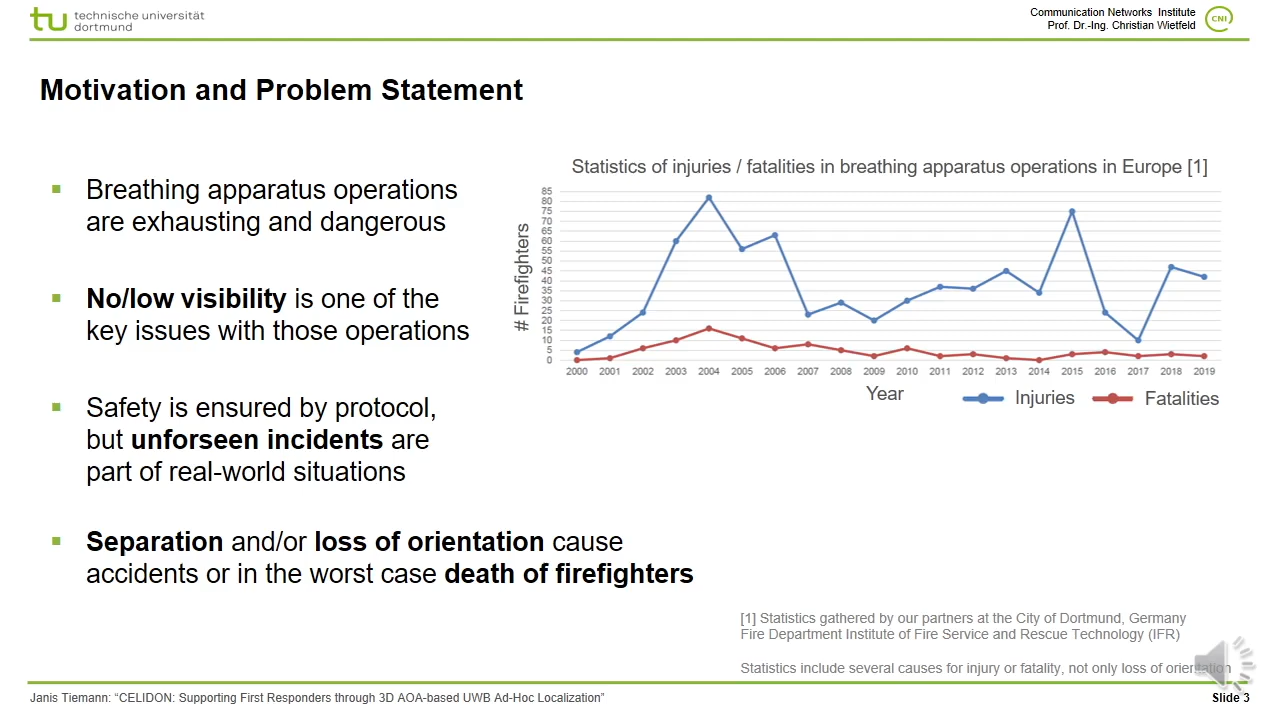 technische universität
dortmund
Communication Networks Institute
Prof. Dr.-Ing. Christian Wietfeld
CNI
Motivation and Problem Statement
Breathing apparatus operations
are exhausting and dangerous
No/low visibility is one of the
key issues with those operations
Safety is ensured by protocol,
but unforseen incidents are
part of real-world situations
Separation and/or loss of orientation cause
accidents or in the worst case death of firefighters
Statistics of injuries / fatalities in breathing apparatus operations in Europe [1]
# Firefighters
85
80
75
70
65
60
55
50
45
40
35
30
25
20
15
10
5
0
2000 2001 2002 2003 2004 2005 2006 2007 2008 2009 2010 2011 2012 2013 2014 2015 2016 2017 2018 2019
Year
Injuries
Fatalities
[1] Statistics gathered by our partners at the City of Dortmund, Germany
Fire Department Institute of Fire Service and Rescue Technology (IFR)
Statistics include several causes for injury or fatality, not only loss of orientation
Janis Tiemann: “CELIDON: Supporting First Responders through 3D AOA-based UWB Ad-Hoc Localization”
Slide 3